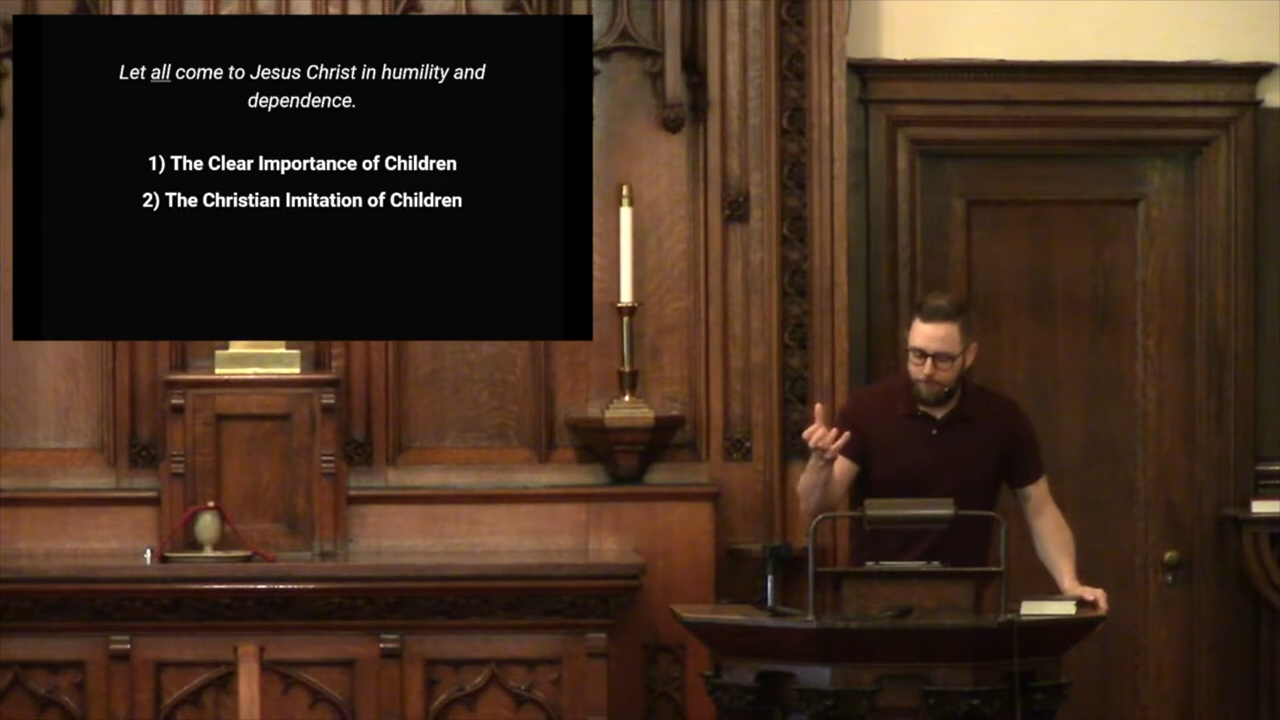 Let all come to Jesus Christ in humility and
dependence.
1) The Clear Importance of Children
2) The Christian Imitation of Children